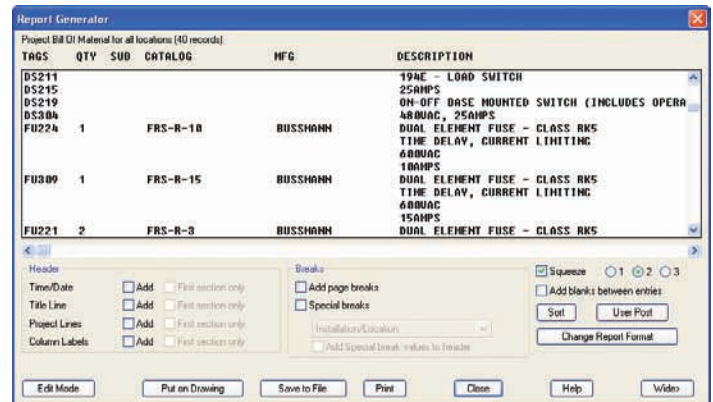 Report Generator
Project Bill Of Material for all locations (40 records)
TAGS QTY SUB CATALOG MFG DESCRIPTION
DS211 194E - LOAD SWITCH
DS215 25AMPS
DS219 ON-OFF BASE MOUNTED SWITCH (INCLUDES OPERA
DS304 480VAC, 25AMPS
FU224 1 FRS-R-10 BUSSMANN DUAL ELEMENT FUSE - CLASS RK5
TIME DELAY, CURRENT LIMITING
600VAC
10AMPS
FU309 1 FRS-R-15 BUSSMANN DUAL ELEMENT FUSE - CLASS RK5
TIME DELAY, CURRENT LIMITING
600VAC
15AMPS
FU221 2 FRS-R-3 BUSSMANN DUAL ELEMENT FUSE - CLASS RK5
Header Breaks Squeeze 1 2 3
Time/Date Add First section only Add page breaks Add blanks between entries
Title Line Add First section only Special breaks Sort User Post
Project Lines Add First section only Installation/Location Change Report Format
Column Labels Add First section only Add Special break values to header
Edit Mode Put on Drawing Save to File Print Close Help Wide>